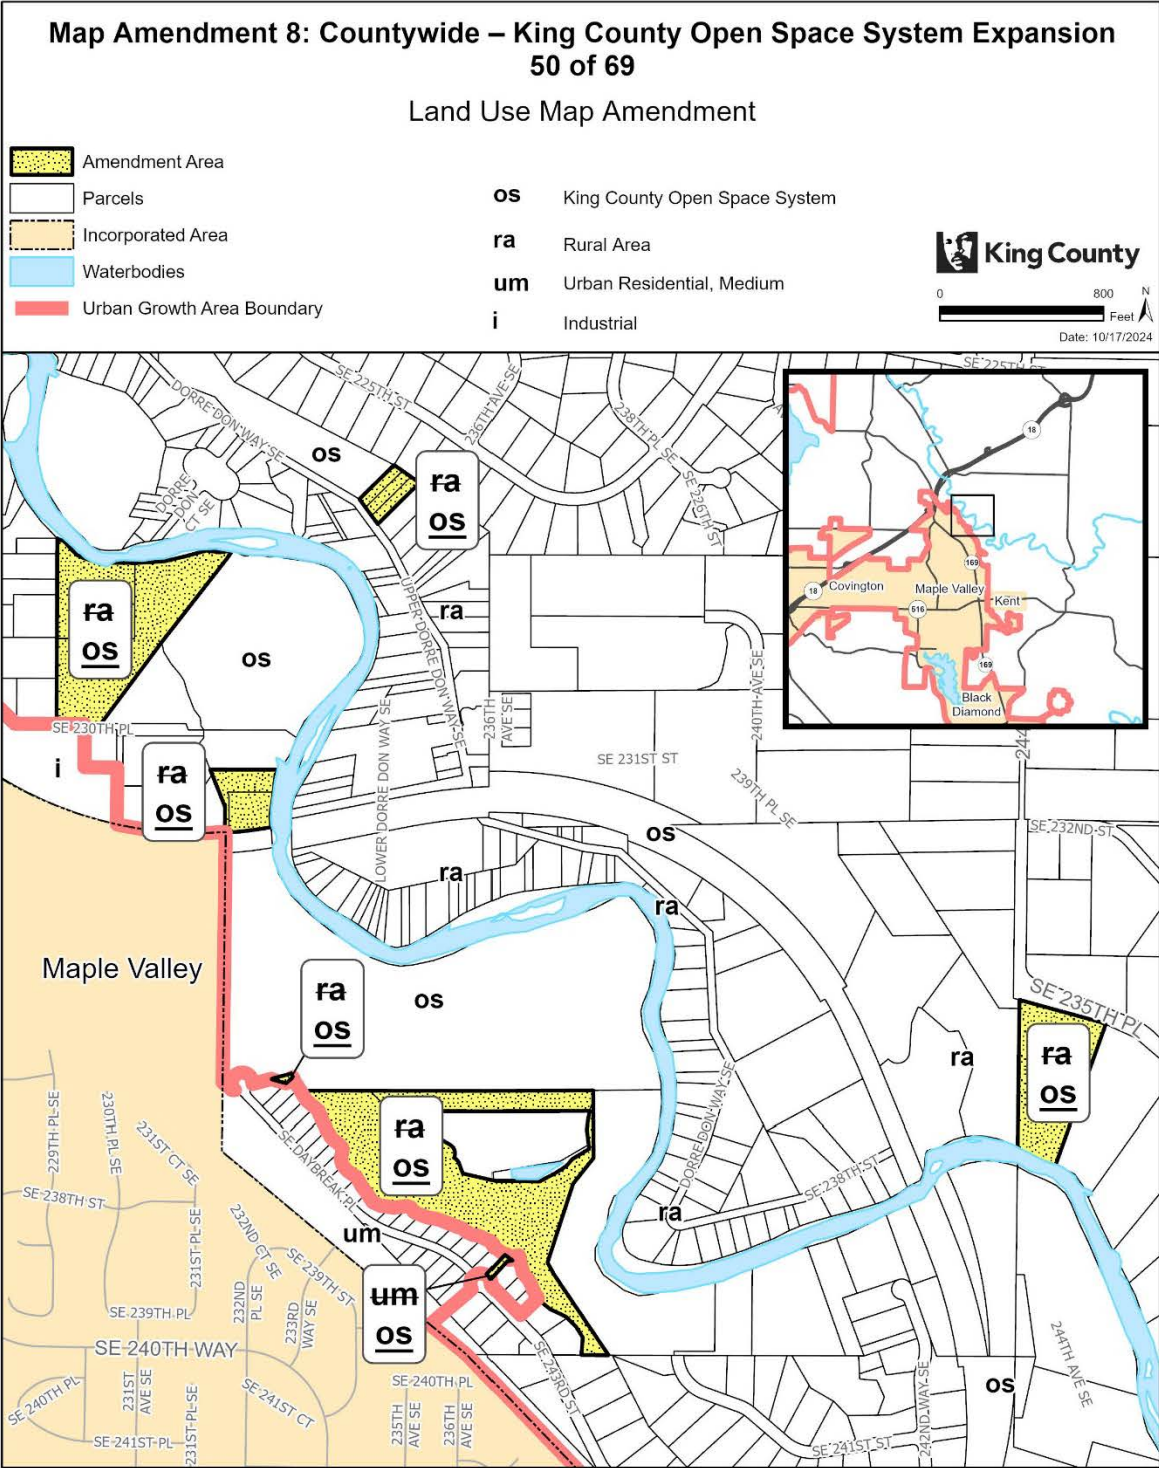 Map Amendment 8: Countywide – King County Open Space System Expansion
50 of 69
Land Use Map Amendment
Amendment Area
Parcels
Incorporated Area
Waterbodies
Urban Growth Area Boundary
os King County Open Space System
ra Rural Area
um Urban Residential, Medium
i Industrial
King County
0 800
Feet
N
Date: 10/17/2024
SE 225TH ST
SE 225TH ST
DORRE DON WAY SE
236TH AVE SE
238TH PL SE
SE 226TH ST
os
ra
os
DORRE
DON
CT SE
18
18
169
Covington
Maple Valley
Kent
516
169
Black
Diamond
ra
os
os
ra
UPPER DORRE DON WAY SE
SE 230TH PL
236TH
AVE SE
240TH AVE SE
244
i
ra
os
LOWER DORRE DON WAY SE
SE 231ST ST
239TH PL SE
os
SE 232ND ST
ra
ra
Maple Valley
ra
os
os
SE 235TH PL
ra
ra
os
229TH PL SE
230TH PL SE
231ST CT SE
SE DAYBREAK PL
ra
os
DORRE DON WAY SE
SE 238TH ST
SE 238TH ST
231ST PL SE
232ND CT SE
um
ra
SE 239TH ST
232ND
PL SE
233RD
WAY SE
um
os
SE 239TH PL
SE 240TH WAY
SE 240TH PL
231ST
AVE SE
231ST PL SE
SE 241ST CT
SE 240TH PL
235TH
AVE SE
236TH
AVE SE
SE 243RD ST
242ND WAY SE
os
244TH AVE SE
SE 241ST PL
SE 241ST ST